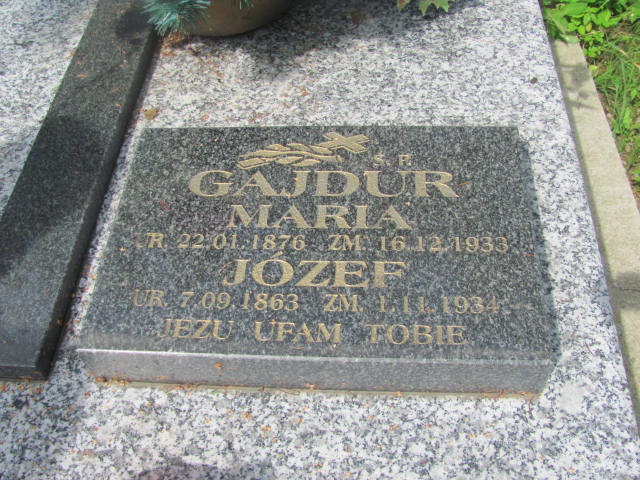 Ś. P.
GAJDUR
MARIA
UR. 22.01.1876 ZM. 16.12.1933
JÓZEF
UR. 7.09.1863 ZM. 1.11.1934
JEZU UFAM TOBIE